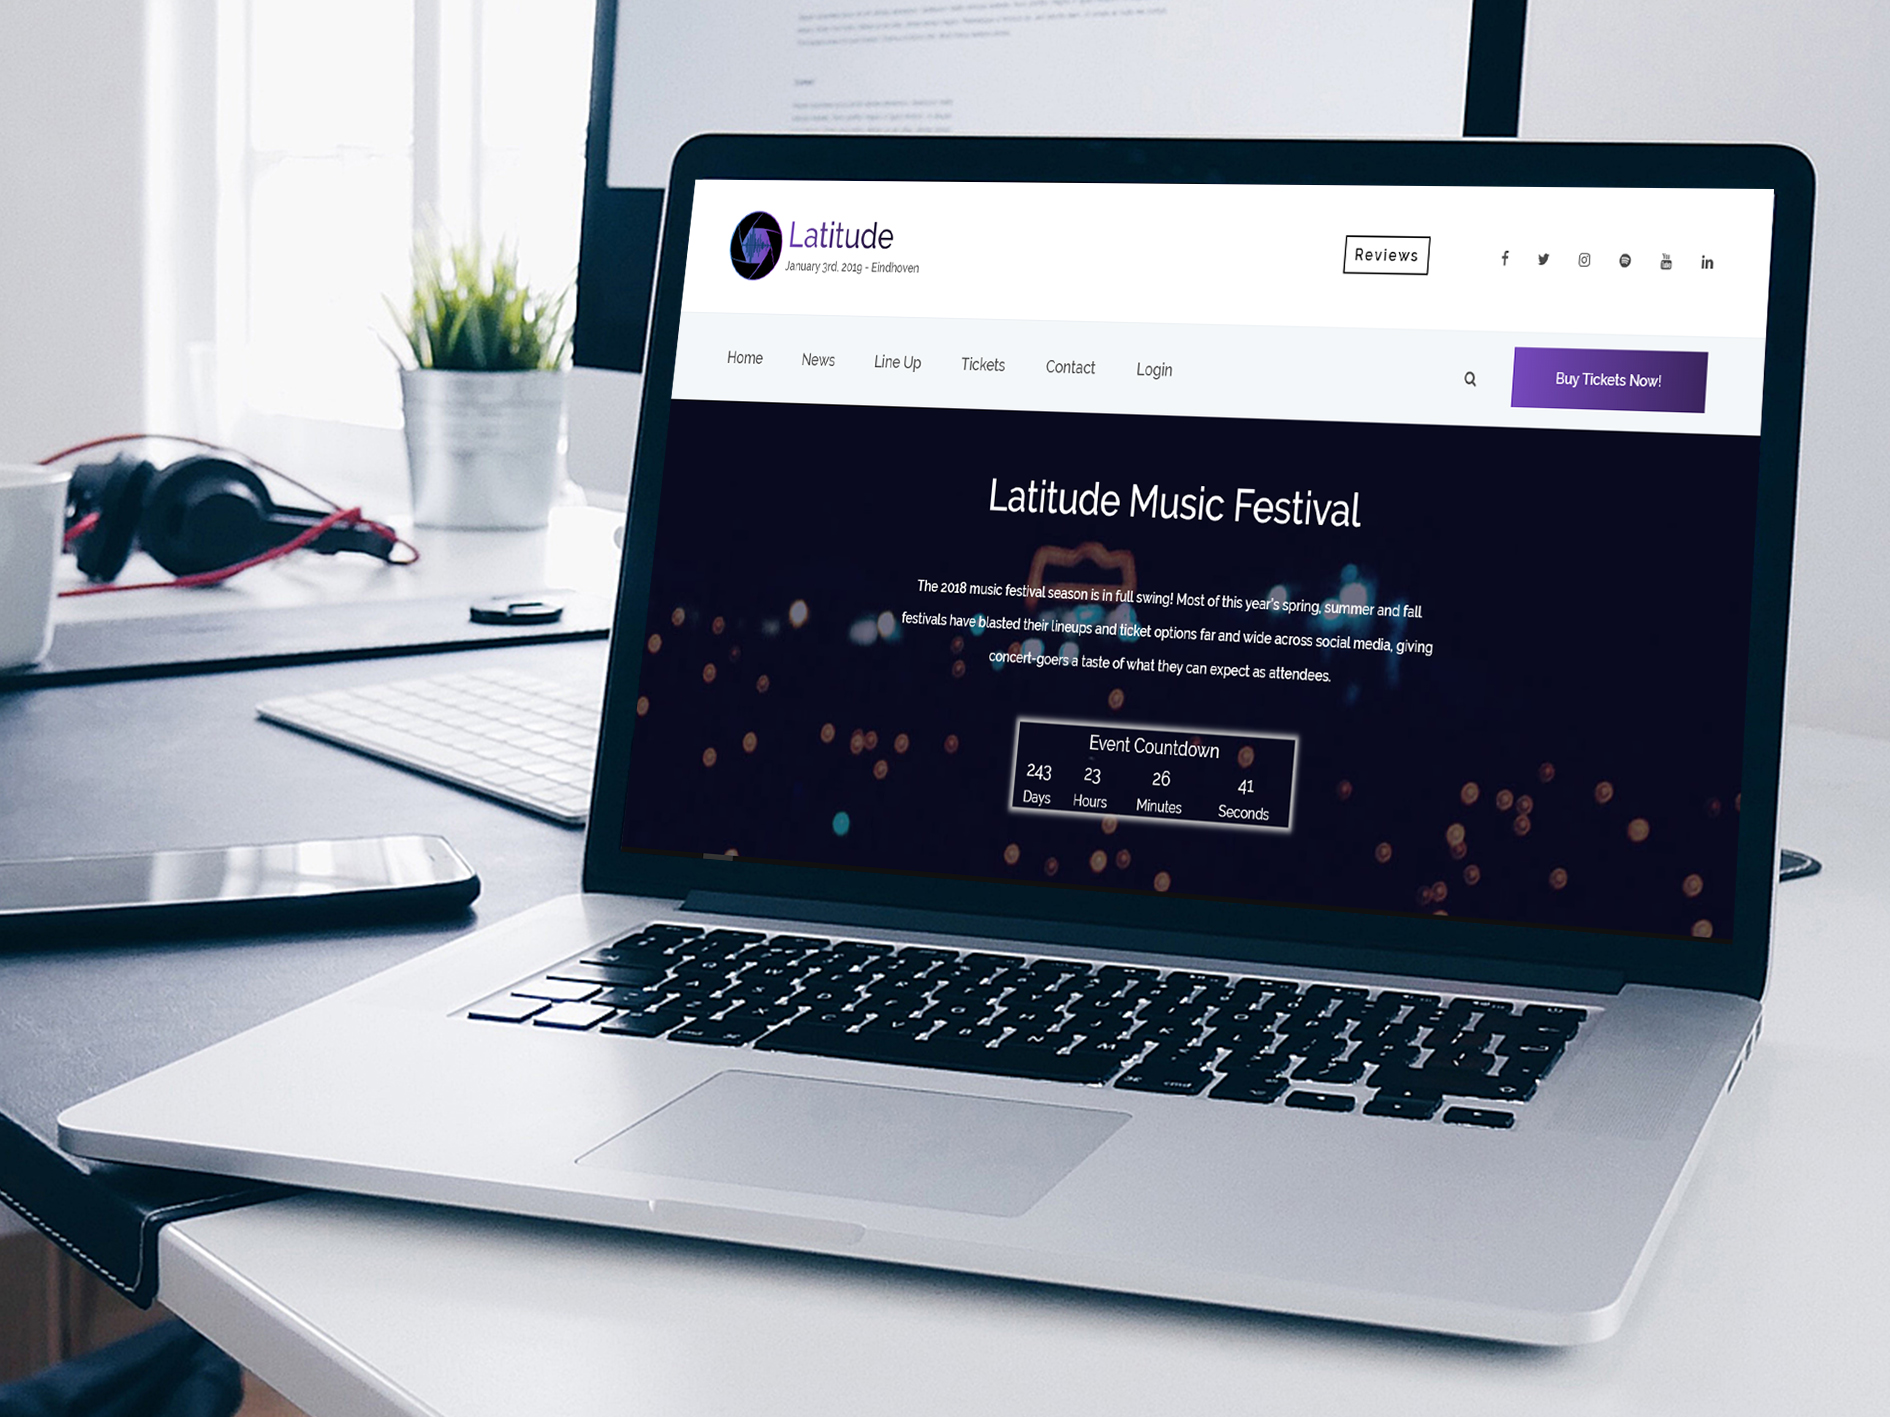 Latitude
January 3rd, 2019 - Eindhoven
Reviews
Home News Line Up Tickets Contact Login
Buy Tickets Now!
Latitude Music Festival
The 2018 music festival season is in full swing! Most of this year's spring, summer and fall
festivals have blasted their lineups and ticket options far and wide across social media, giving
concert-goers a taste of what they can expect as attendees.
Event Countdown
243 23 26 41
Days Hours Minutes Seconds